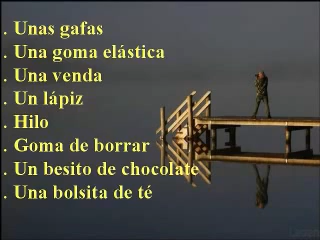 . Unas gafas
. Una goma elástica
. Una venda
. Un lápiz
. Hilo
. Goma de borrar
. Un besito de chocolate
. Una bolsita de té